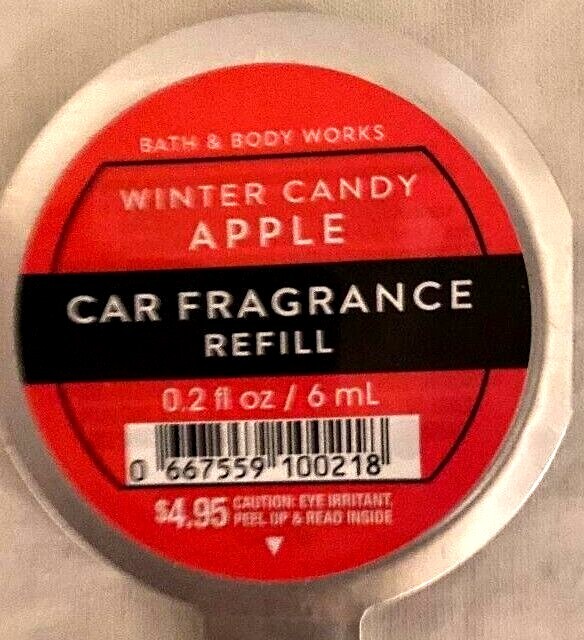 BATH & BODY WORKS
WINTER CANDY
APPLE
CAR FRAGRANCE
REFILL
0.2 fl oz / 6 mL
0 667559 100218
$4.95 CAUTION: EYE IRRITANT
PEEL UP & READ INSIDE